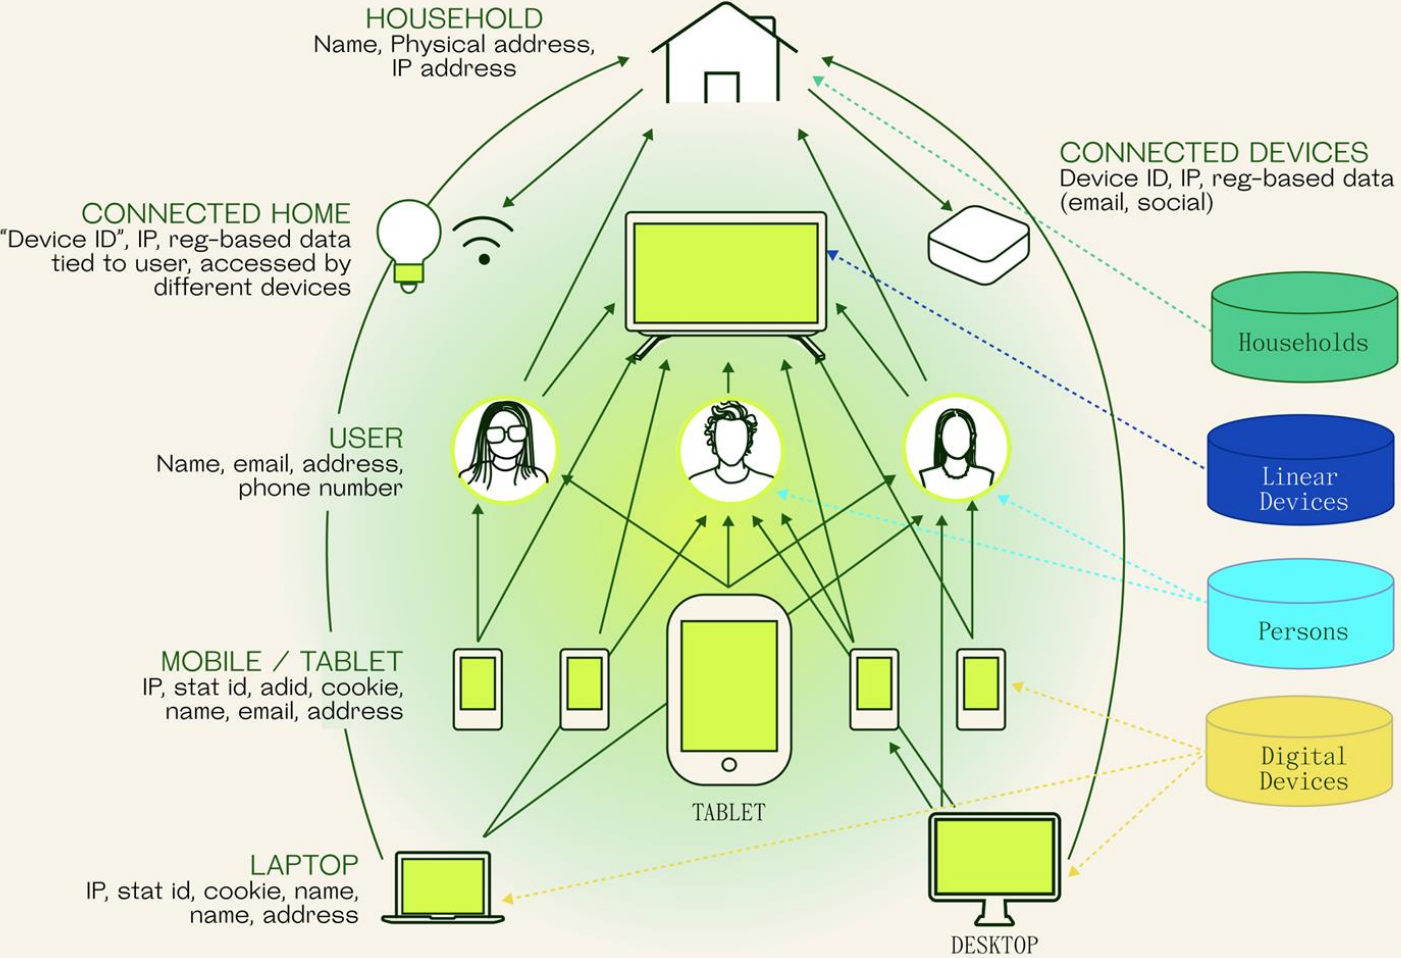 HOUSEHOLD
Name, Physical address,
IP address
CONNECTED DEVICES
Device ID, IP, reg-based data
(email, social)
CONNECTED HOME
“Device ID”, IP, reg-based data
tied to user, accessed by
different devices
Households
USER
Name, email, address,
phone number
Linear
Devices
Persons
MOBILE / TABLET
IP, stat id, adid, cookie,
name, email, address
Digital
Devices
TABLET
LAPTOP
IP, stat id, cookie, name,
name, address
DESKTOP